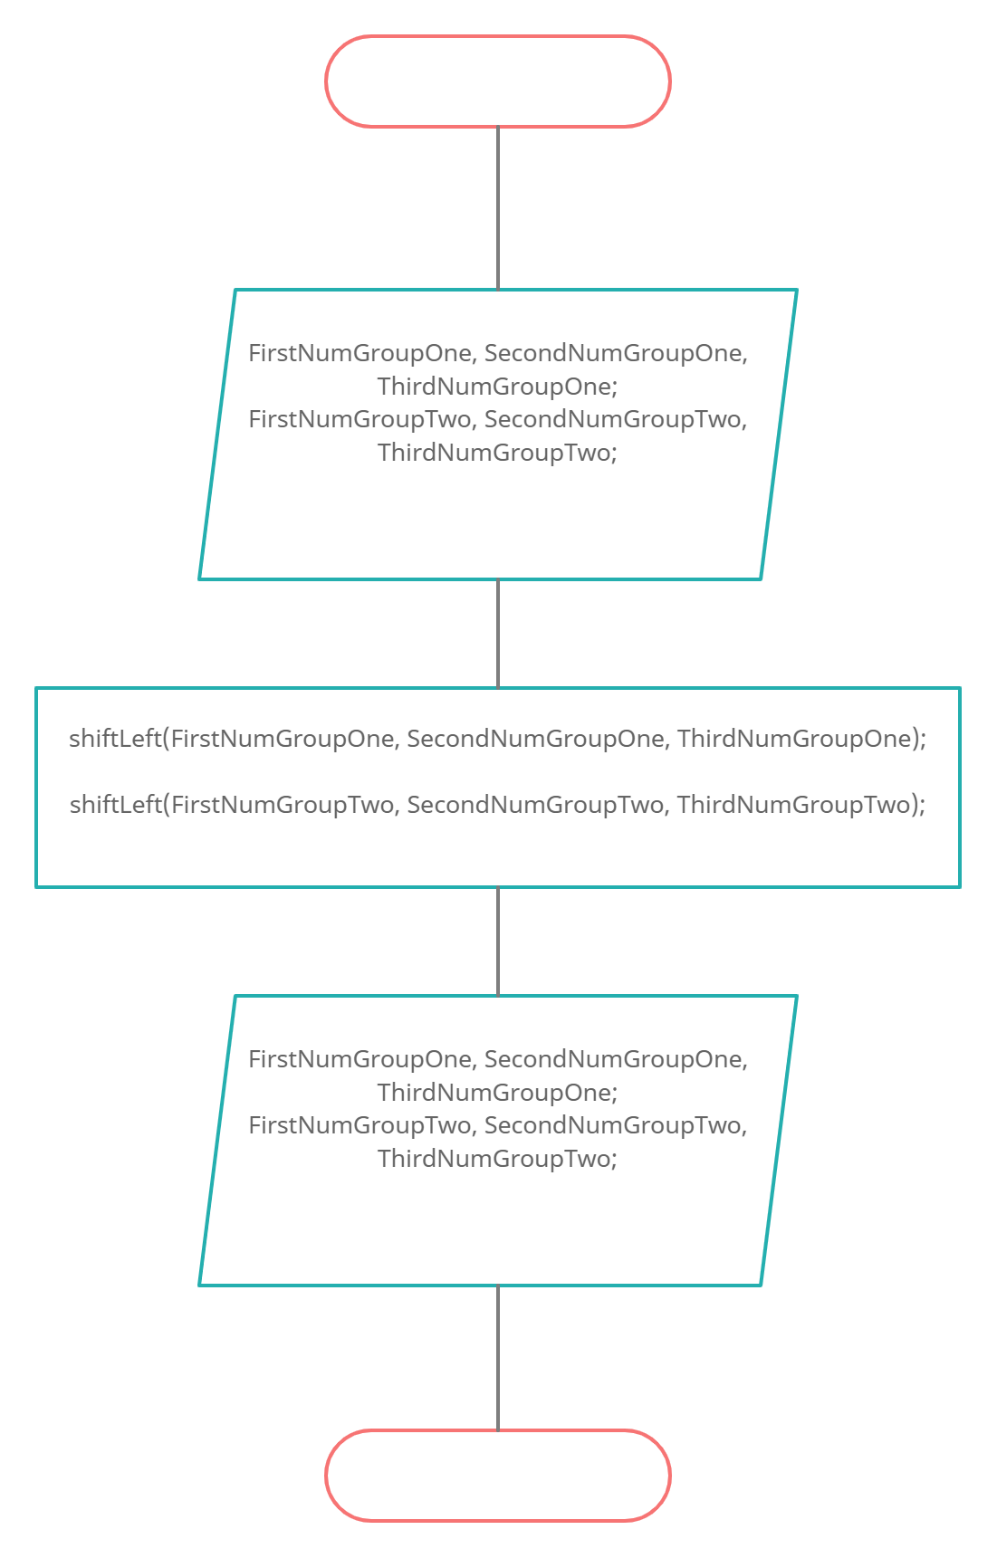 FirstNumGroupOne, SecondNumGroupOne,
ThirdNumGroupOne;
FirstNumGroupTwo, SecondNumGroupTwo,
ThirdNumGroupTwo;
shiftLeft(FirstNumGroupOne, SecondNumGroupOne, ThirdNumGroupOne);
shiftLeft(FirstNumGroupTwo, SecondNumGroupTwo, ThirdNumGroupTwo);
FirstNumGroupOne, SecondNumGroupOne,
ThirdNumGroupOne;
FirstNumGroupTwo, SecondNumGroupTwo,
ThirdNumGroupTwo;